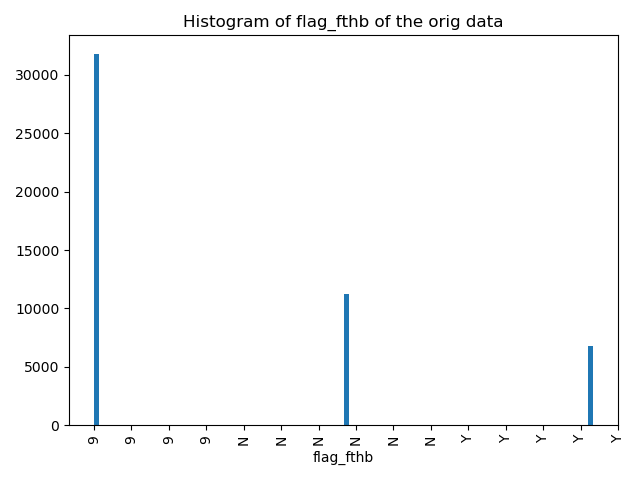 Histogram of flag_fthb of the orig data
30000
25000
20000
15000
10000
5000
0
9 9 9 9 N N N N N N Y Y Y Y Y
flag_fthb